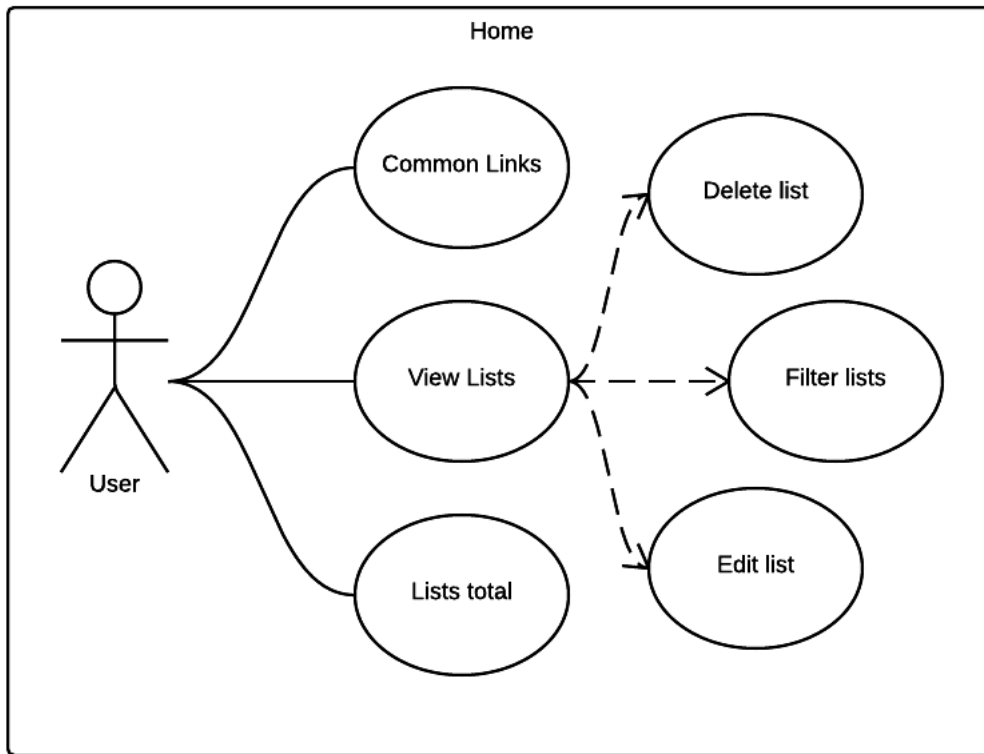 Home
Common Links
Delete list
View Lists
Filter lists
User
Edit list
Lists total